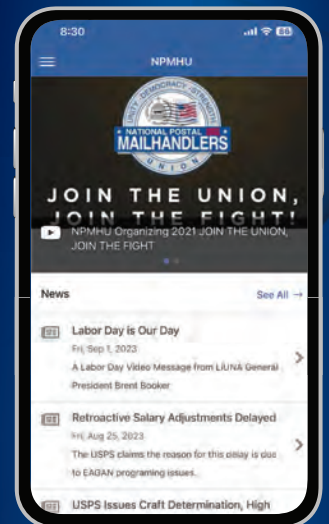 8:30
86
NPMHU
UNITY • DEMOCRACY • STRENGTH
NATIONAL POSTAL
MAILHANDLERS
UNION
JOIN THE UNION,
JOIN THE FIGHT!
NPMHU Organizing 2021 JOIN THE UNION,
JOIN THE FIGHT
News
See All →
Labor Day is Our Day
Fri, Sep 1, 2023
A Labor Day Video Message from LIUNA General
President Brent Booker
Retroactive Salary Adjustments Delayed
Fri, Aug 25, 2023
The USPS claims the reason for this delay is due
to EAGAN programing issues.
USPS Issues Craft Determination, High